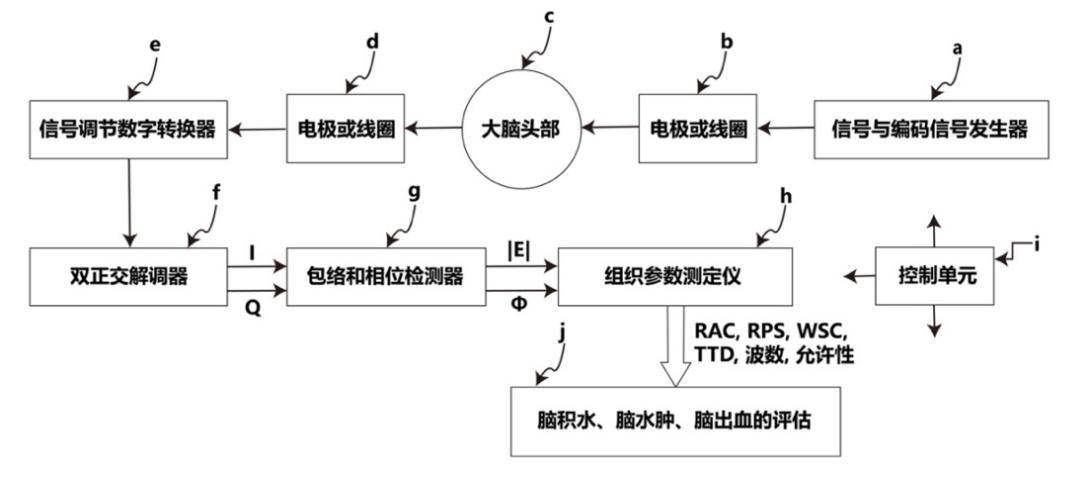 e
d
c
b
a
信号调节数字转换器
电极或线圈
大脑头部
电极或线圈
信号与编码信号发生器
f
g
h
i
双正交解调器
I
Q
包络和相位检测器
|E|
Φ
组织参数测定仪
控制单元
RAC, RPS, WSC,
TTD, 波数, 允许性
j
脑积水、脑水肿、脑出血的评估